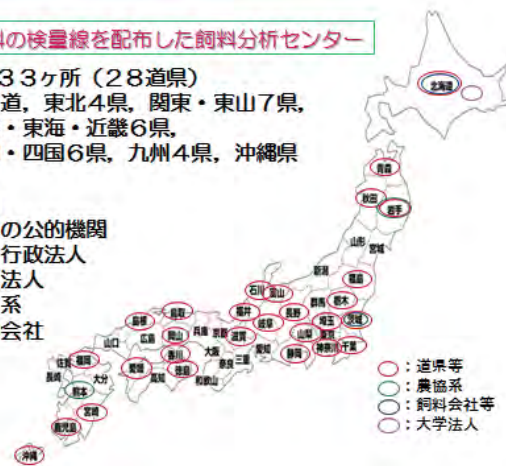 の検量線を配布した飼料分析センター
33ヶ所（28道県）
道，東北4県，関東・東山7県，
・東海・近畿6県，
・四国6県，九州4県，沖縄県
の公的機関
行政法人
法人
系
会社
北海道
青森
秋田
岩手
山形
宮城
新潟
福島
石川
富山
群馬
栃木
福井
長野
埼玉
茨城
鳥取
島根
岐阜
山梨
東京
兵庫
京都
滋賀
神奈川
千葉
岡山
広島
山口
愛知
静岡
大阪
三重
奈良
香川
福岡
佐賀
愛媛
徳島
和歌山
高知
長崎
大分
熊本
宮崎
鹿児島
沖縄
：道県等
：農協系
：飼料会社等
：大学法人